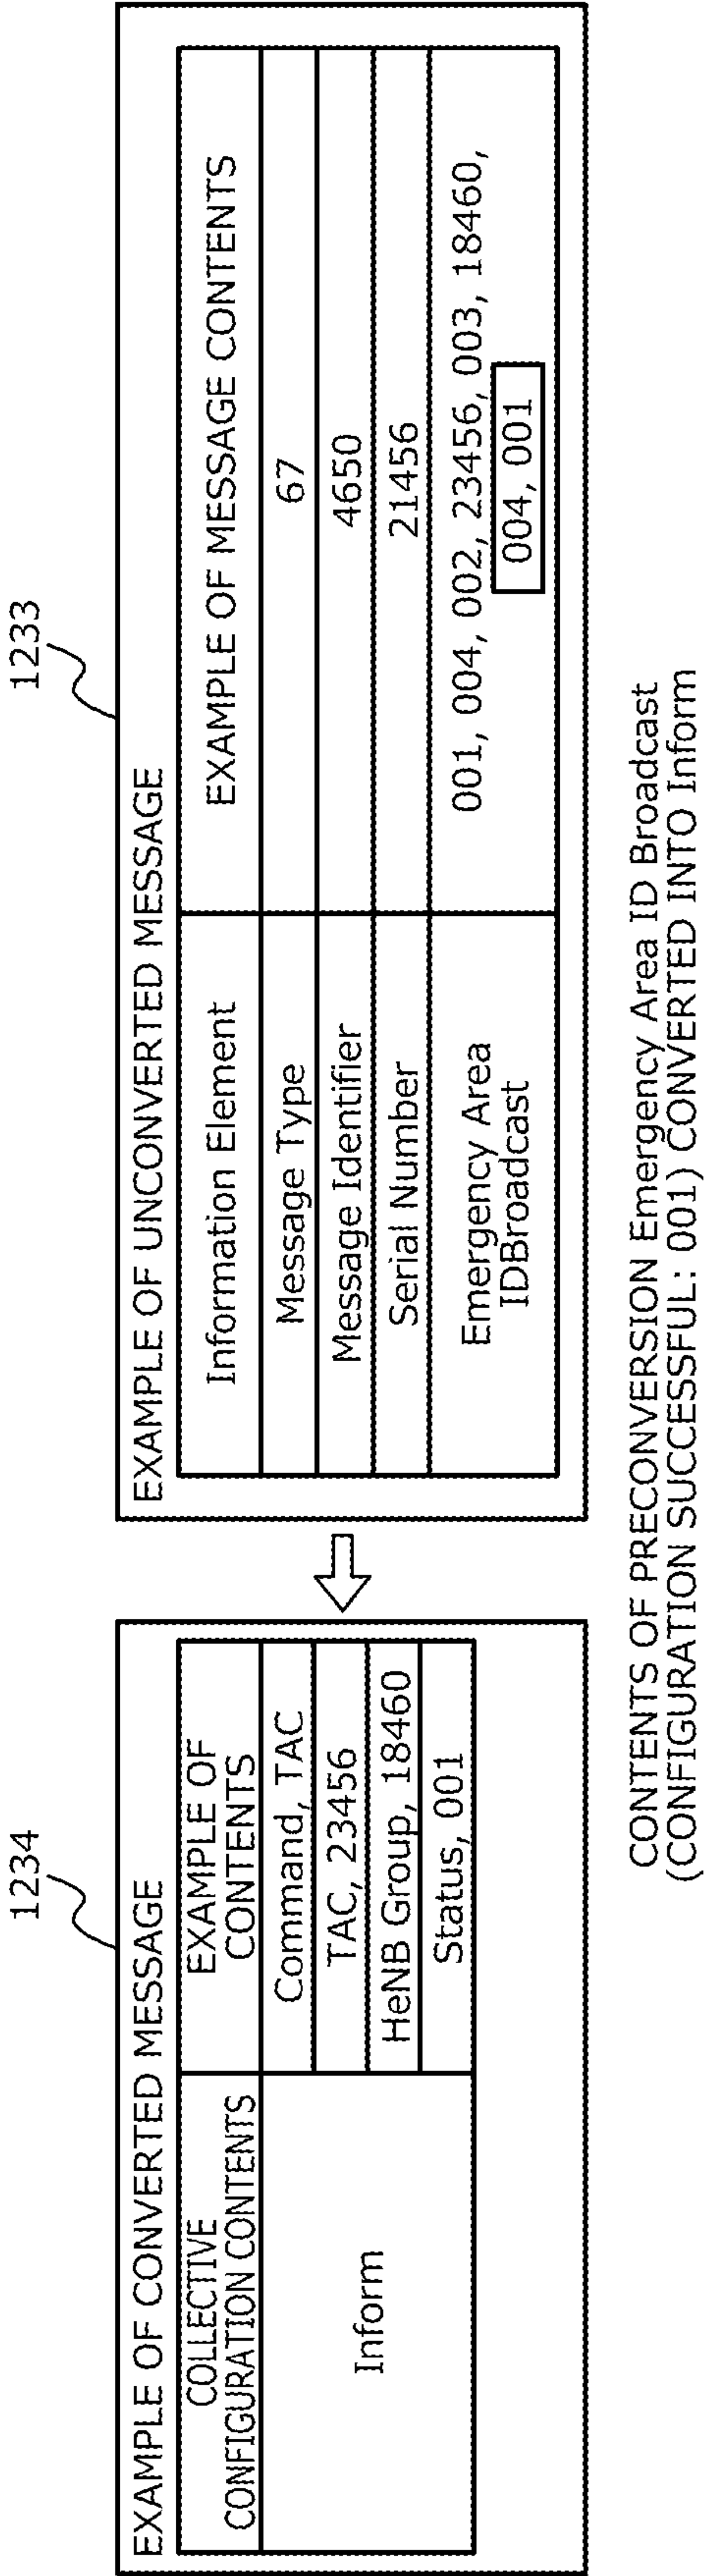 1234
EXAMPLE OF CONVERTED MESSAGE
COLLECTIVE
CONFIGURATION CONTENTS
EXAMPLE OF
CONTENTS
Inform
Command, TAC
TAC, 23456
HeNB Group, 18460
Status, 001
1233
EXAMPLE OF UNCONVERTED MESSAGE
Information Element
EXAMPLE OF MESSAGE CONTENTS
Message Type
67
Message Identifier
4650
Serial Number
21456
Emergency Area
IDBroadcast
001, 004, 002, 23456, 003, 18460,
004, 001
CONTENTS OF PRECONVERSION Emergency Area ID Broadcast
(CONFIGURATION SUCCESSFUL: 001) CONVERTED INTO Inform